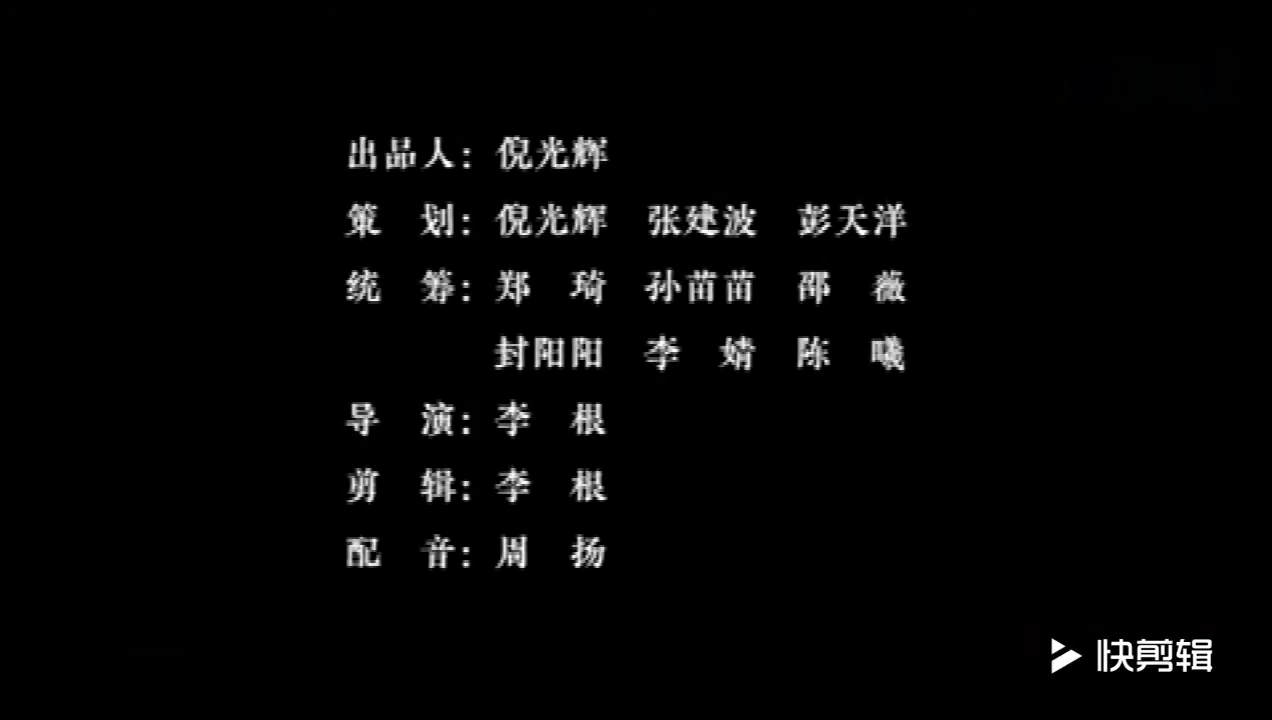 出品人：倪光辉
策　划：倪光辉　张建波　彭天洋
统　筹：郑　琦　孙苗苗　邵　薇
封阳阳　李　婧　陈　曦
导　演：李　根
剪　辑：李　根
配　音：周　扬
快剪辑